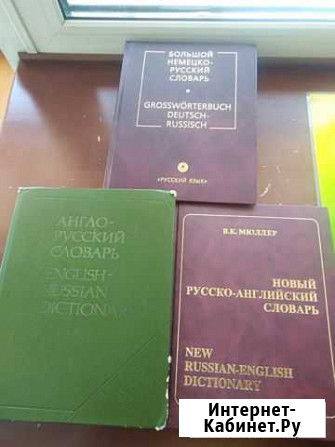 БОЛЬШОЙ
НЕМЕЦКО-
РУССКИЙ
СЛОВАРЬ
GROSSWÖRTERBUCH
DEUTSCH-
RUSSISCH
«РУССКИЙ ЯЗЫК»
АНГЛО-
РУССКИЙ
СЛОВАРЬ
ENGLISH-
RUSSIAN
DICTIONARY
В.К. МЮЛЛЕР
НОВЫЙ
РУССКО-АНГЛИЙСКИЙ
СЛОВАРЬ
NEW
RUSSIAN-ENGLISH
DICTIONARY
Интернет-
Кабинет.Ру